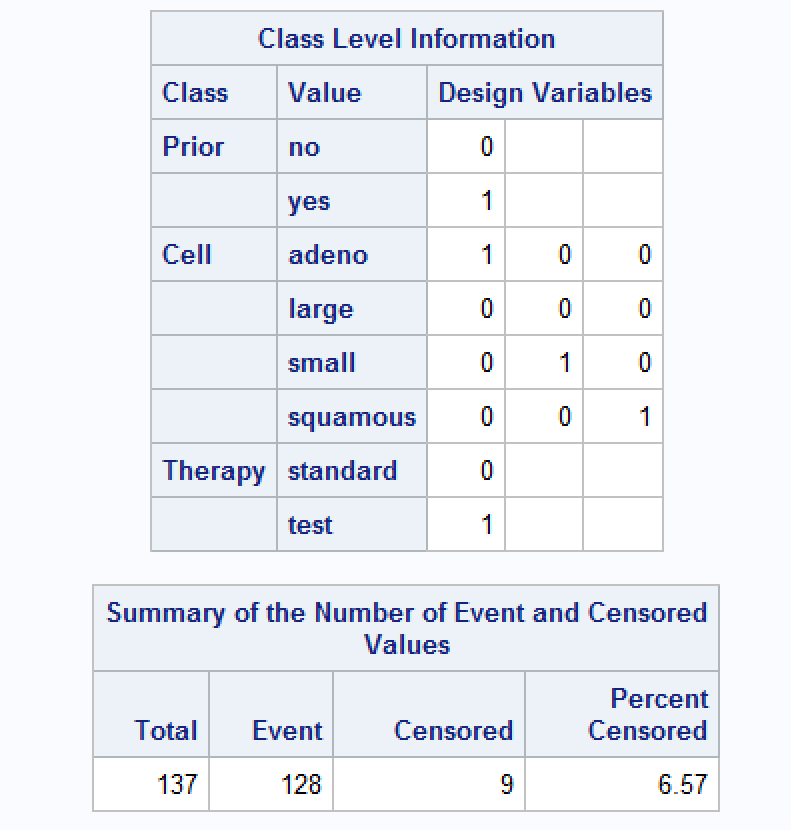 Class Level Information
Class Value Design Variables
Prior no 0
yes 1
Cell adeno 1 0 0
large 0 0 0
small 0 1 0
squamous 0 0 1
Therapy standard 0
test 1
Summary of the Number of Event and Censored
Values
Total Event Censored Percent
Censored
137 128 9 6.57